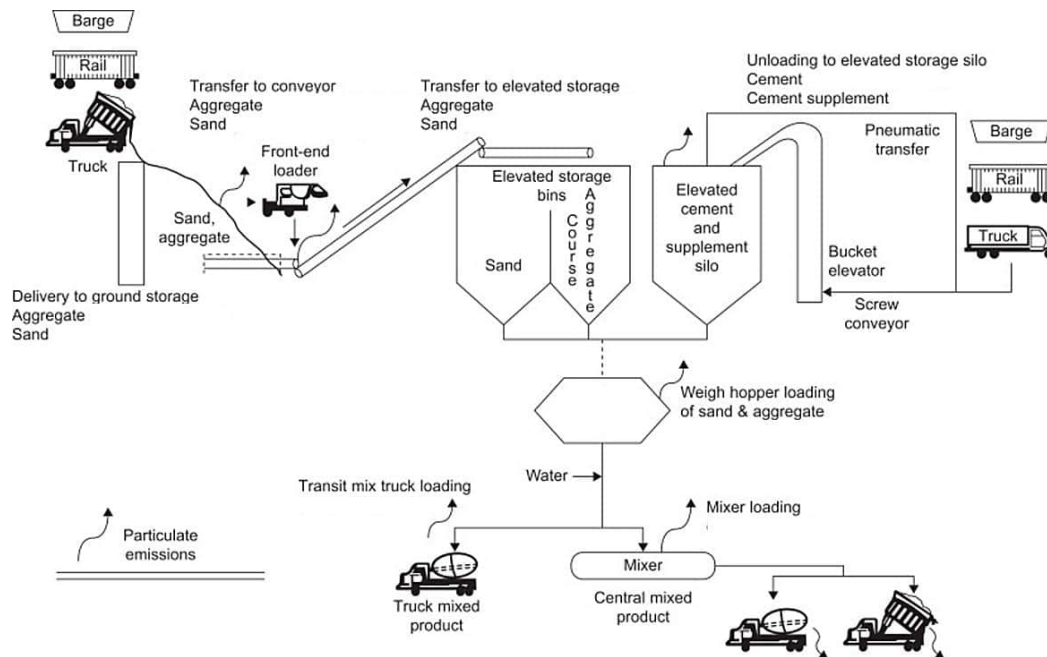 Barge
Rail
Truck
Transfer to conveyor
Aggregate
Sand
Front-end
loader
Sand,
aggregate
Delivery to ground storage
Aggregate
Sand
Transfer to elevated storage
Aggregate
Sand
Elevated storage
bins
Sand
Course
Aggregate
Elevated
cement
and
supplement
silo
Unloading to elevated storage silo
Cement
Cement supplement
Pneumatic
transfer
Barge
Rail
Truck
Bucket
elevator
Screw
conveyor
Weigh hopper loading
of sand & aggregate
Water
Transit mix truck loading
Mixer loading
Particulate
emissions
Mixer
Truck mixed
product
Central mixed
product